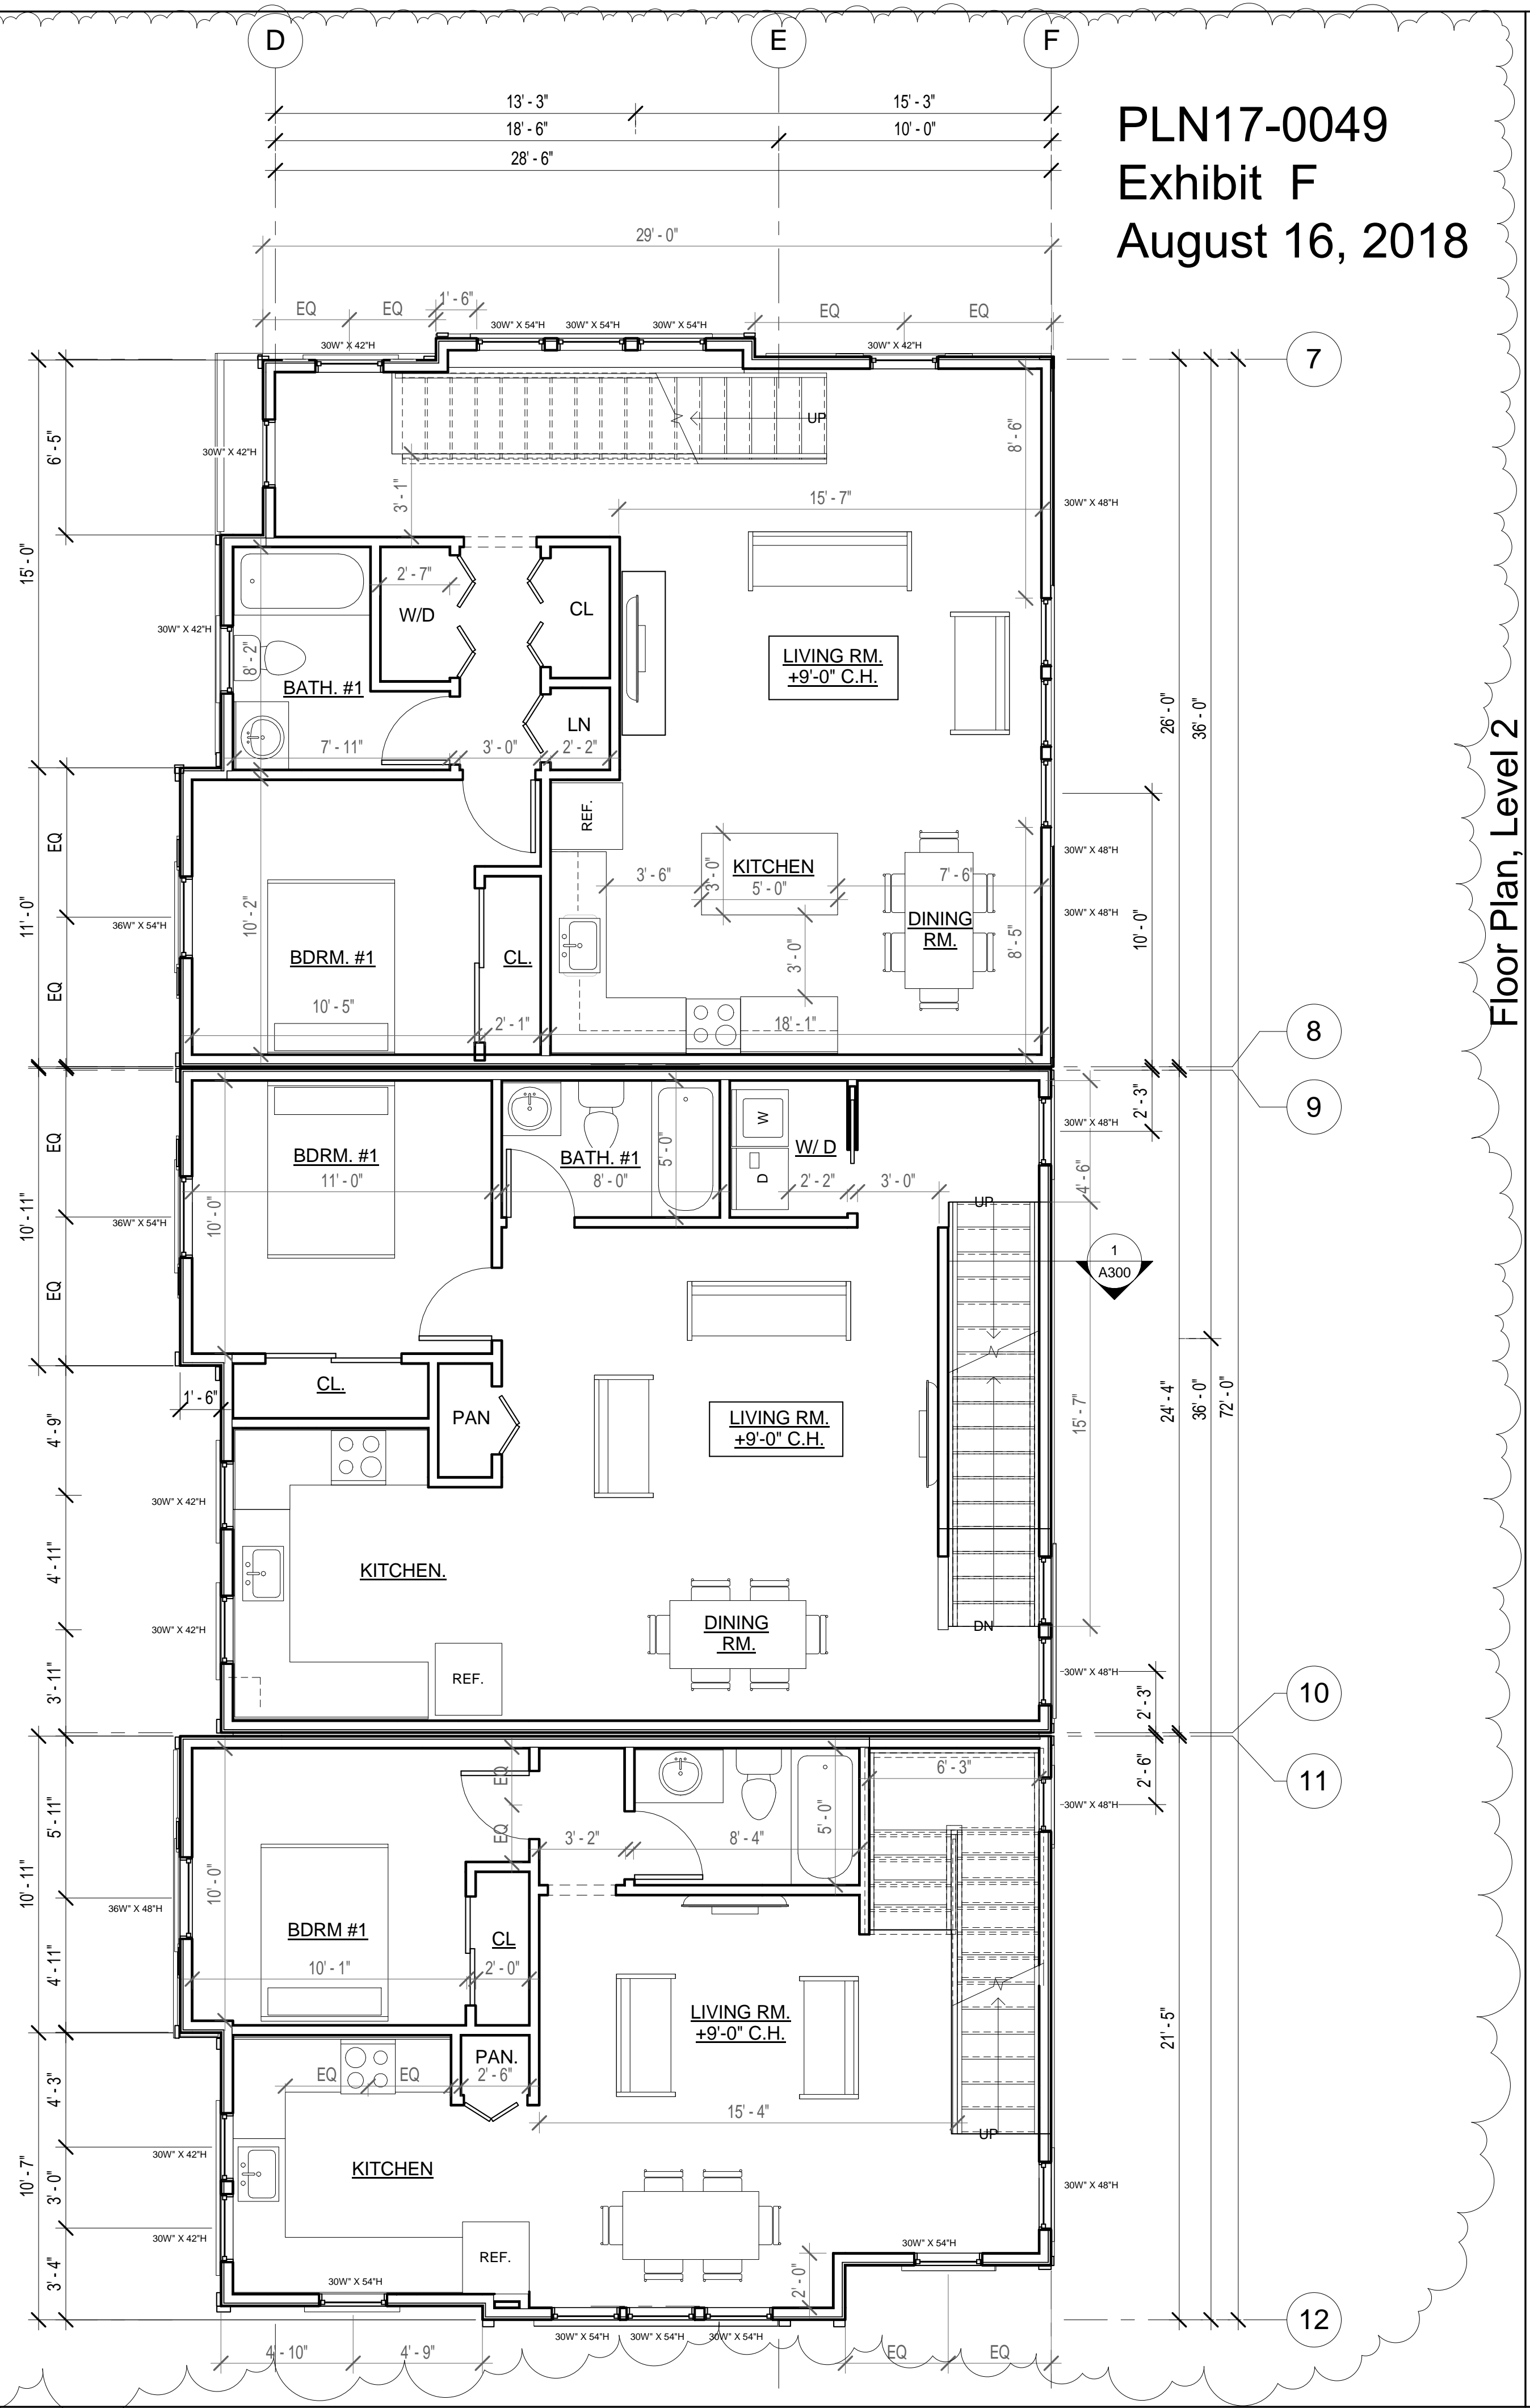 D
E
F
13' - 3"
15' - 3"
18' - 6"
10' - 0"
28' - 6"
PLN17-0049
Exhibit F
August 16, 2018
29' - 0"
EQ
EQ
1' - 6"
EQ
EQ
30W" X 54"H
30W" X 54"H
30W" X 54"H
30W" X 42"H
30W" X 42"H
7
6' - 5"
15' - 0"
30W" X 42"H
UP
8' - 6"
3' - 1"
15' - 7"
30W" X 48"H
2' - 7"
W/D
CL
30W" X 42"H
8' - 2"
BATH. #1
LIVING RM.
+9'-0" C.H.
LN
7' - 11"
3' - 0"
2' - 2"
26' - 0"
36' - 0"
Floor Plan, Level 2
REF.
EQ
11' - 0"
EQ
36W" X 54"H
10' - 2"
BDRM. #1
10' - 5"
CL.
2' - 1"
3' - 6"
3' - 0"
KITCHEN
5' - 0"
3' - 0"
7' - 6"
DINING
RM.
8' - 5"
18' - 1"
30W" X 48"H
30W" X 48"H
10' - 0"
8
9
2' - 3"
30W" X 48"H
EQ
10' - 11"
EQ
36W" X 54"H
BDRM. #1
11' - 0"
10' - 0"
BATH. #1
8' - 0"
5' - 0"
W
D
W/ D
2' - 2"
3' - 0"
UP
4' - 6"
1
A300
CL.
1' - 6"
PAN
LIVING RM.
+9'-0" C.H.
15' - 7"
24' - 4"
36' - 0"
72' - 0"
4' - 9"
30W" X 42"H
4' - 11"
KITCHEN.
30W" X 42"H
3' - 11"
REF.
DINING
RM.
DN
30W" X 48"H
2' - 3"
10
11
2' - 6"
30W" X 48"H
5' - 11"
10' - 11"
4' - 11"
36W" X 48"H
10' - 0"
BDRM #1
10' - 1"
EQ
EQ
CL
2' - 0"
3' - 2"
8' - 4"
5' - 0"
6' - 3"
LIVING RM.
+9'-0" C.H.
21' - 5"
PAN.
EQ
EQ
2' - 6"
15' - 4"
UP
4' - 3"
10' - 7"
30W" X 42"H
3' - 0"
KITCHEN
30W" X 42"H
3' - 4"
REF.
30W" X 48"H
30W" X 54"H
2' - 0"
30W" X 54"H
12
30W" X 54"H
30W" X 54"H
30W" X 54"H
4' - 10"
4' - 9"
EQ
EQ